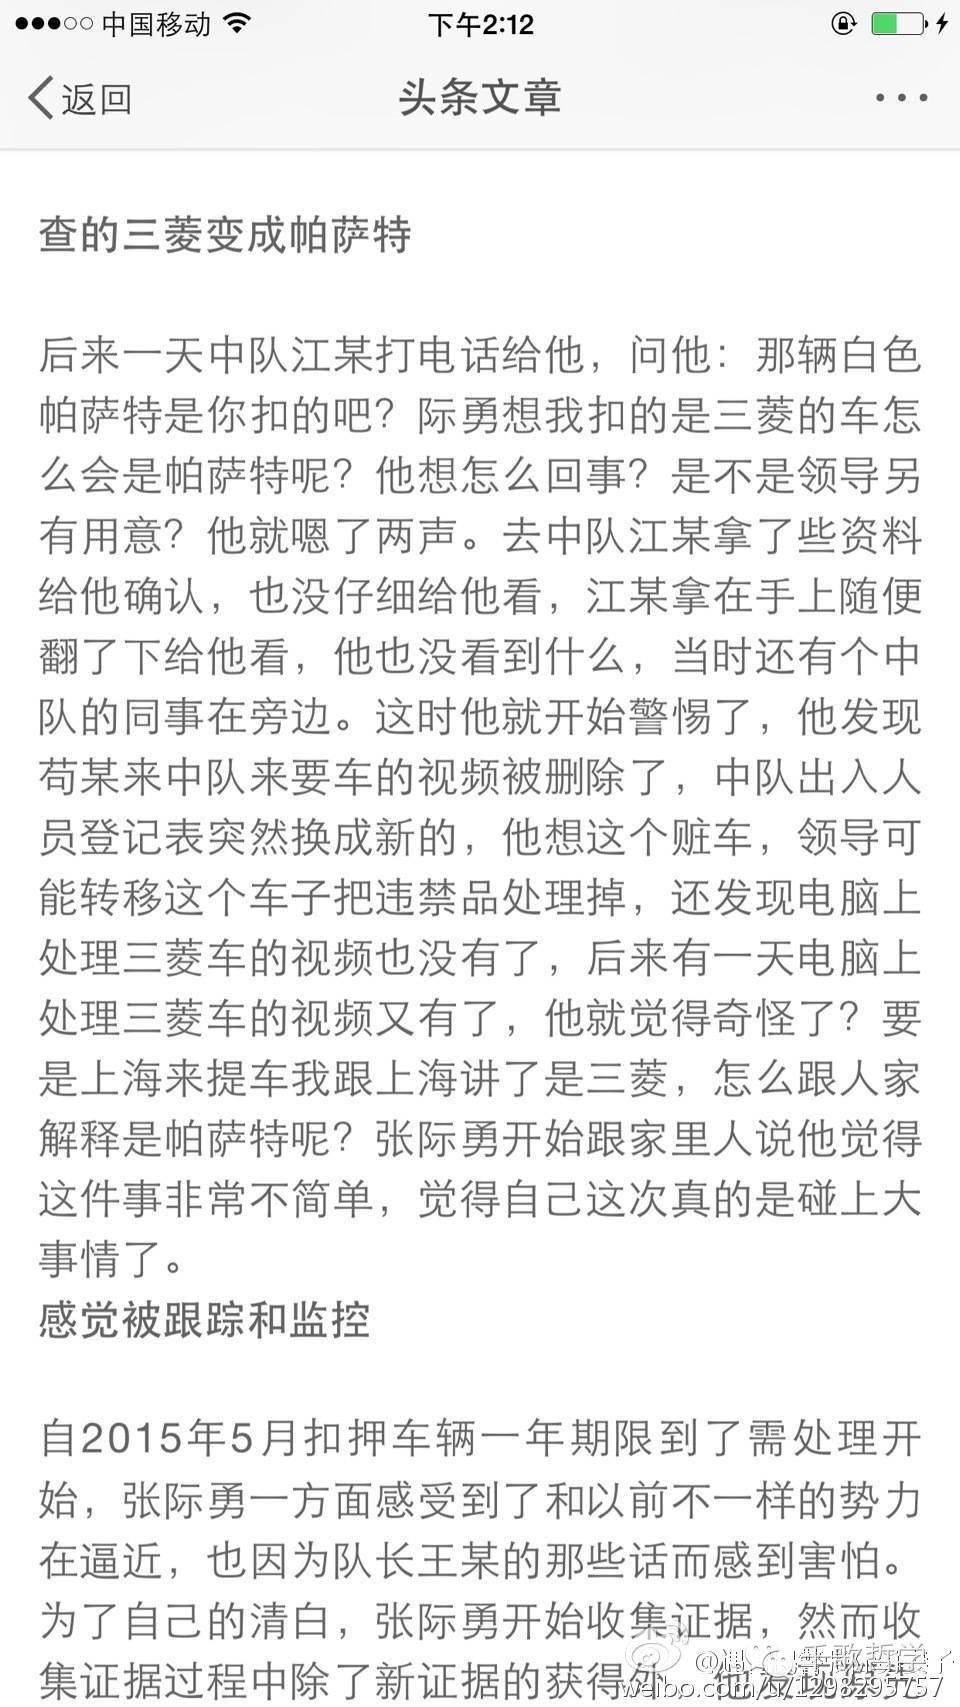 中国移动 下午2:12
返回 头条文章
查的三菱变成帕萨特
后来一天中队江某打电话给他，问他：那辆白色
帕萨特是你扣的吧？际勇想我扣的是三菱的车怎
么会是帕萨特呢？他想怎么回事？是不是领导另
有用意？他就嗯了两声。去中队江某拿了些资料
给他确认，也没仔细给他看，江某拿在手上随便
翻了下给他看，他也没看到什么，当时还有个中
队的同事在旁边。这时他就开始警惕了，他发现
苟某来中队来要车的视频被删除了，中队出入人
员登记表突然换成新的，他想这个赃车，领导可
能转移这个车子把违禁品处理掉，还发现电脑上
处理三菱车的视频也没有了，后来有一天电脑上
处理三菱车的视频又有了，他就觉得奇怪了？要
是上海来提车我跟上海讲了是三菱，怎么跟人家
解释是帕萨特呢？张际勇开始跟家里人说他觉得
这件事非常不简单，觉得自己这次真的是碰上大
事情了。
感觉被跟踪和监控
自2015年5月扣押车辆一年期限到了需处理开
始，张际勇一方面感受到了和以前不一样的势力
在逼近，也因为队长王某的那些话而感到害怕。
为了自己的清白，张际勇开始收集证据，然而收
集证据过程中除了新证据的获得外，他
weibo.com/u/1298295757